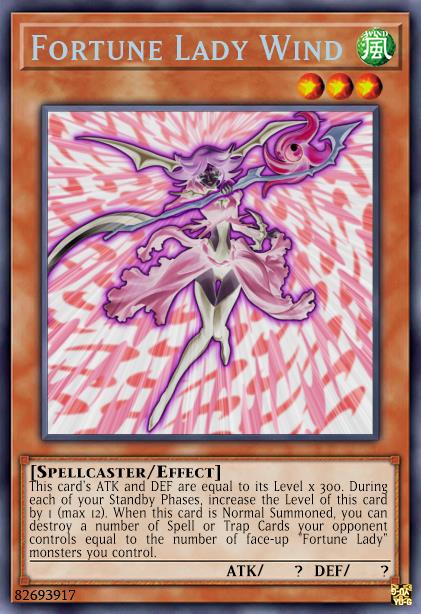 Fortune Lady Wind
WIND
風
[Spellcaster/Effect]
This card's ATK and DEF are equal to its Level x 300. During
each of your Standby Phases, increase the Level of this card
by 1 (max 12). When this card is Normal Summoned, you can
destroy a number of Spell or Trap Cards your opponent
controls equal to the number of face-up "Fortune Lady"
monsters you control.
ATK/ ? DEF/ ?
82693917